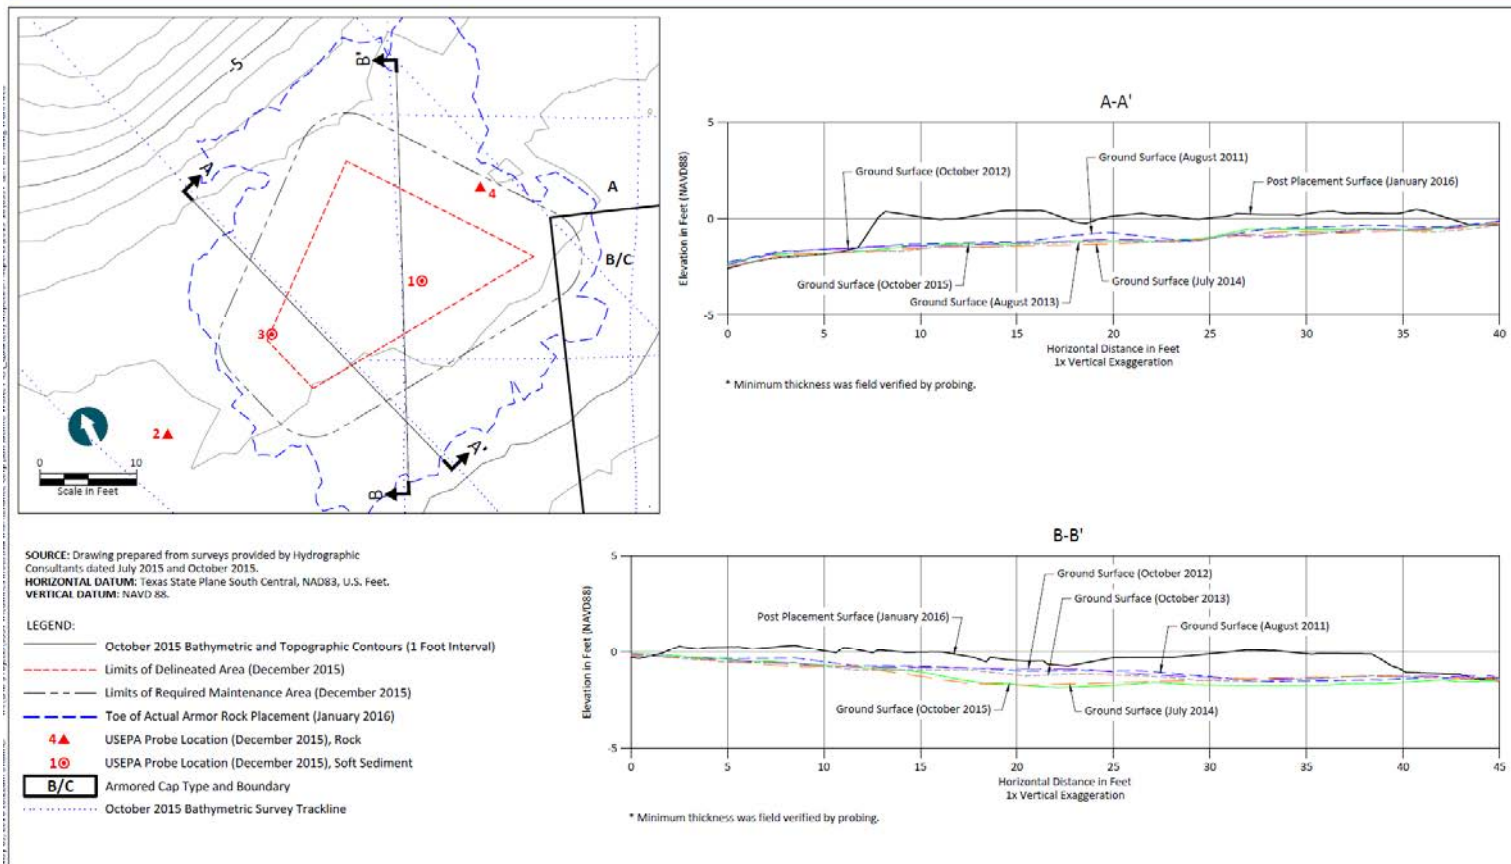 -5
B'
A
4
A
B/C
1
3
2
A'
B
0 10
Scale in Feet
A-A'
Elevation in Feet (NAVD88)
5
0
-5
Ground Surface (October 2012)
Ground Surface (August 2011)
Post Placement Surface (January 2016)
Ground Surface (October 2015)
Ground Surface (August 2013)
Ground Surface (July 2014)
0 5 10 15 20 25 30 35 40
Horizontal Distance in Feet
1x Vertical Exaggeration
* Minimum thickness was field verified by probing.
SOURCE: Drawing prepared from surveys provided by Hydrographic
Consultants dated July 2015 and October 2015.
HORIZONTAL DATUM: Texas State Plane South Central, NAD83, U.S. Feet.
VERTICAL DATUM: NAVD 88.
LEGEND:
October 2015 Bathymetric and Topographic Contours (1 Foot Interval)
Limits of Delineated Area (December 2015)
Limits of Required Maintenance Area (December 2015)
Toe of Actual Armor Rock Placement (January 2016)
4 USEPA Probe Location (December 2015), Rock
1 USEPA Probe Location (December 2015), Soft Sediment
B/C Armored Cap Type and Boundary
October 2015 Bathymetric Survey Trackline
B-B'
Elevation in Feet (NAVD88)
5
0
-5
Ground Surface (October 2012)
Ground Surface (October 2013)
Post Placement Surface (January 2016)
Ground Surface (August 2011)
Ground Surface (October 2015)
Ground Surface (July 2014)
0 5 10 15 20 25 30 35 40 45
Horizontal Distance in Feet
1x Vertical Exaggeration
* Minimum thickness was field verified by probing.